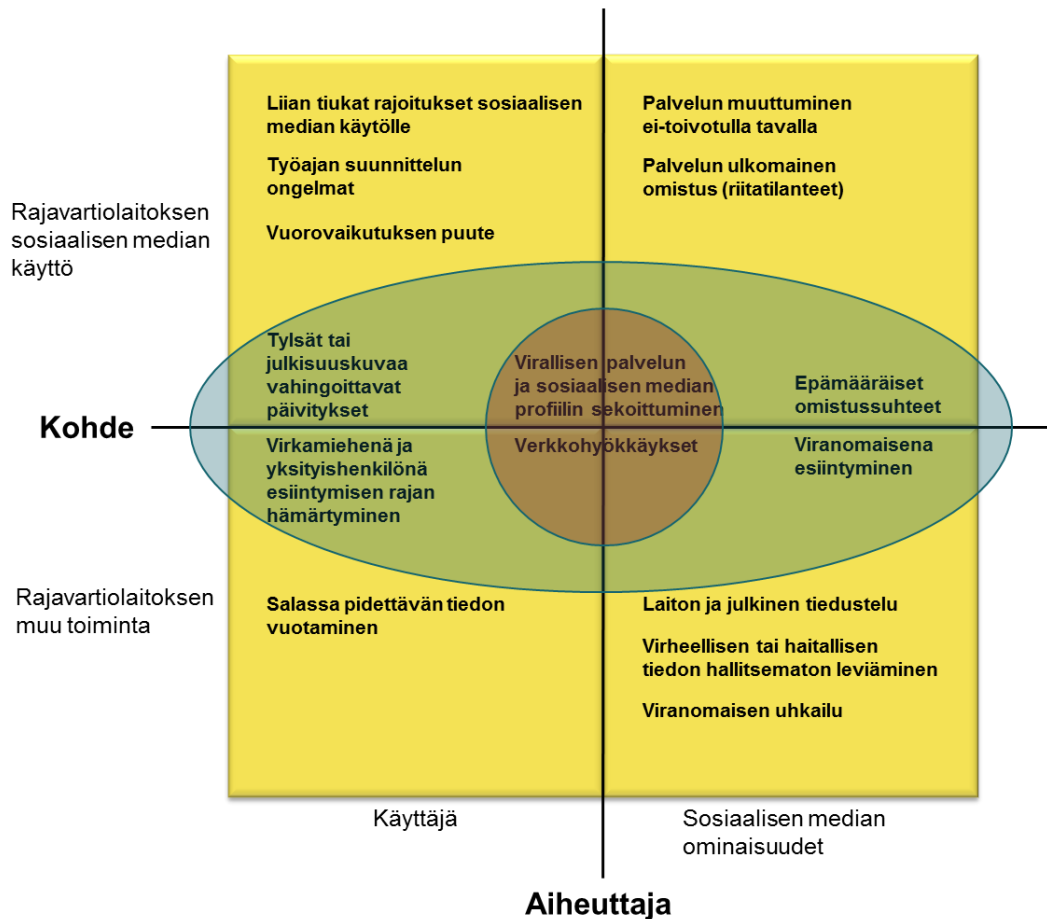 Liian tiukat rajoitukset sosiaalisen
median käytölle
Työajan suunnittelun
ongelmat
Vuorovaikutuksen puute
Palvelun muuttuminen
ei-toivotulla tavalla
Palvelun ulkomainen
omistus (riitatilanteet)
Rajavartiolaitoksen
sosiaalisen median
käyttö
Tylsät tai
julkisuuskuvaa
vahingoittavat
päivitykset
Virallisen palvelun
ja sosiaalisen median
profiilin sekoittuminen
Epämääräiset
omistussuhteet
Kohde
Virkamiehenä ja
yksityishenkilönä
esiintymisen rajan
hämärtyminen
Verkkohyökkäykset
Viranomaisena
esiintyminen
Rajavartiolaitoksen
muu toiminta
Salassa pidettävän tiedon
vuotaminen
Laiton ja julkinen tiedustelu
Virheellisen tai haitallisen
tiedon hallitsematon leviäminen
Viranomaisen uhkailu
Käyttäjä
Sosiaalisen median
ominaisuudet
Aiheuttaja